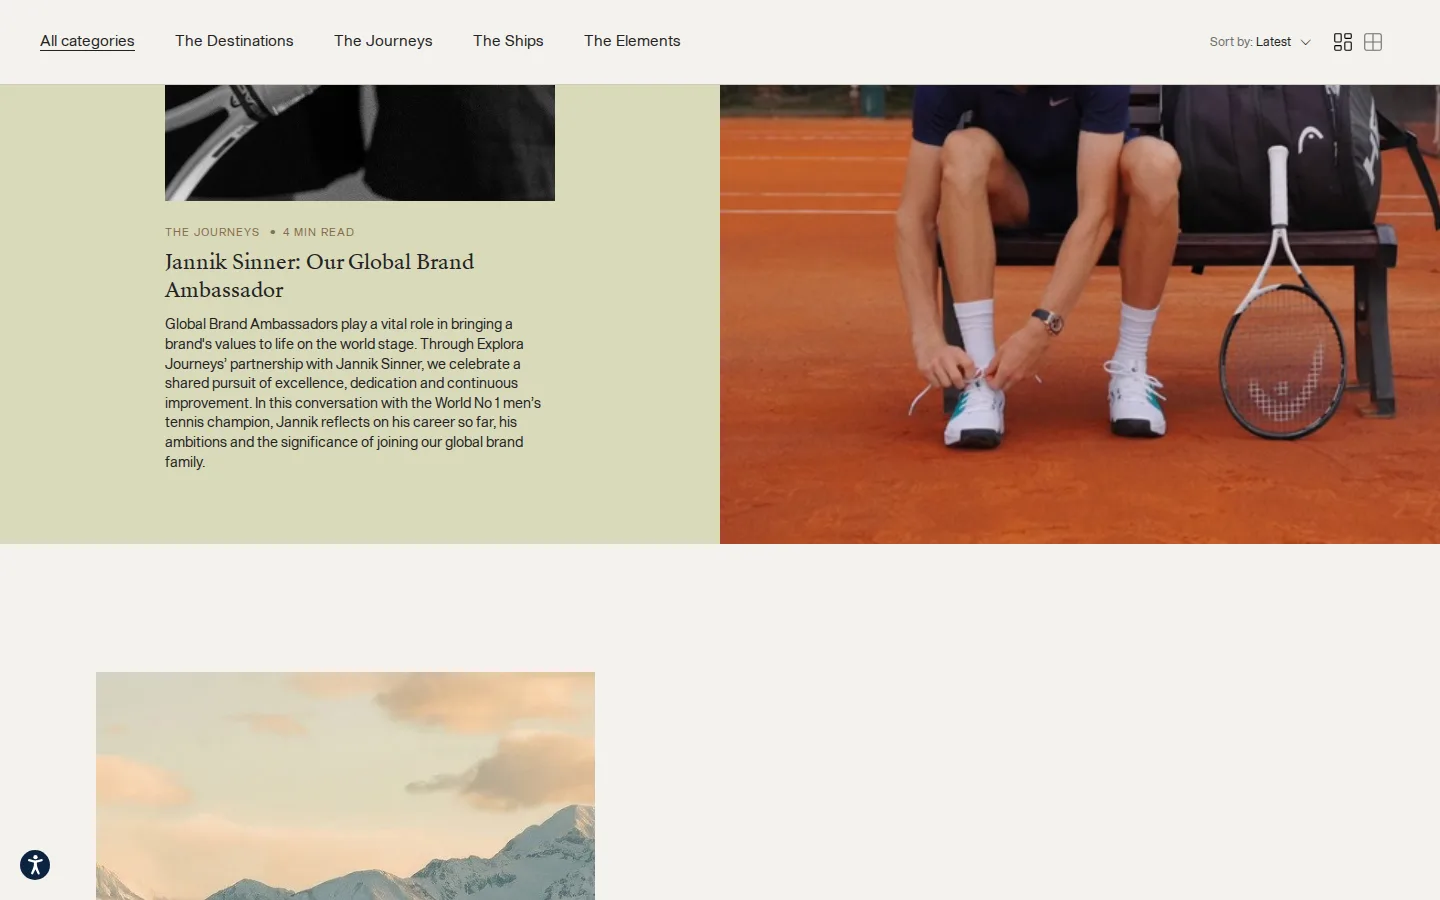 All categories
The Destinations
The Journeys
The Ships
The Elements
Sort by: Latest
THE JOURNEYS • 4 MIN READ
Jannik Sinner: Our Global Brand
Ambassador
Global Brand Ambassadors play a vital role in bringing a
brand's values to life on the world stage. Through Explora
Journeys’ partnership with Jannik Sinner, we celebrate a
shared pursuit of excellence, dedication and continuous
improvement. In this conversation with the World No 1 men’s
tennis champion, Jannik reflects on his career so far, his
ambitions and the significance of joining our global brand
family.